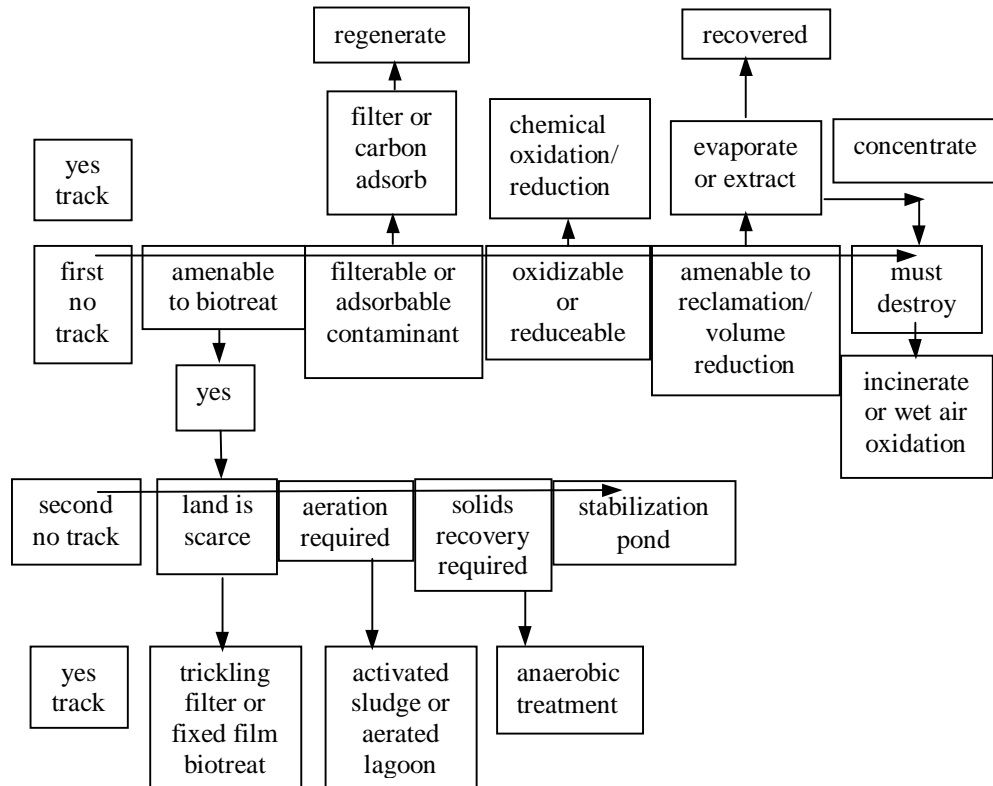 regenerate
recovered
filter or
carbon
adsorb
chemical
oxidation/
reduction
evaporate
or extract
concentrate
yes
track
first
no
track
amenable
to biotreat
filterable or
adsorbable
contaminant
oxidizable
or
reduceable
amenable to
reclamation/
volume
reduction
must
destroy
yes
incinerate
or wet air
oxidation
second
no track
land is
scarce
aeration
required
solids
recovery
required
stabilization
pond
yes
track
trickling
filter or
fixed film
biotreat
activated
sludge or
aerated
lagoon
anaerobic
treatment